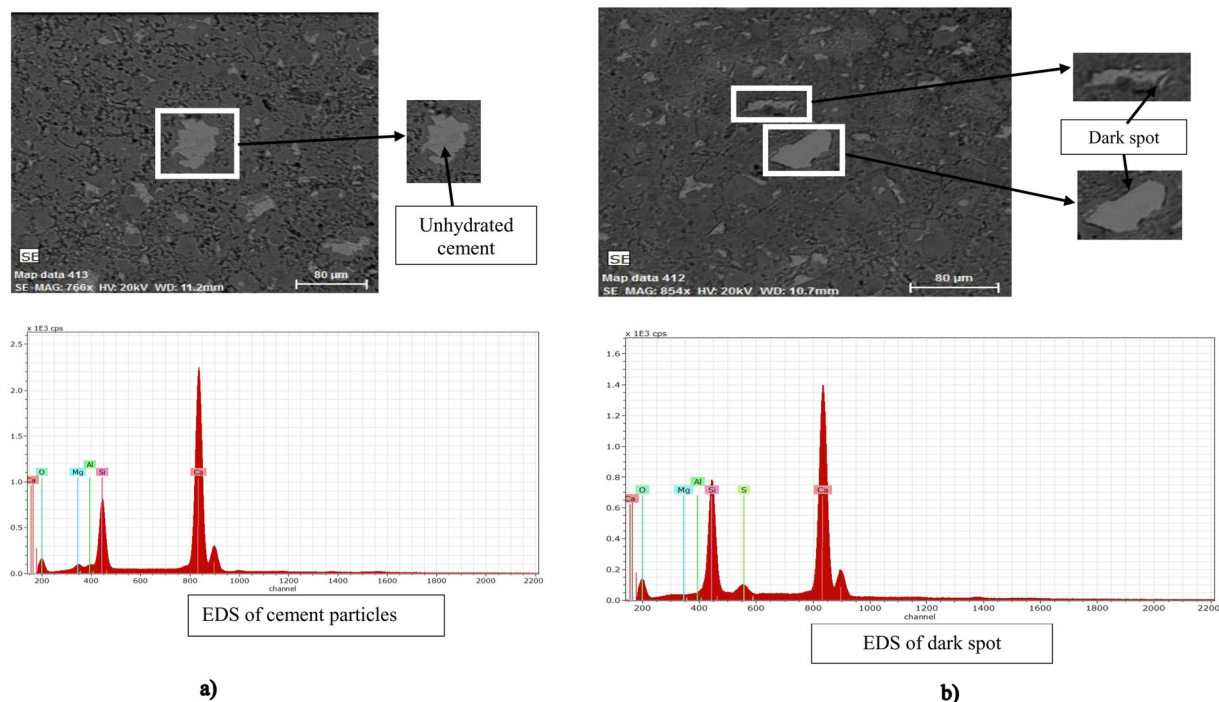 SE
Map data 413
SE MAG: 766x HV: 20kV WD: 11.2mm
80 µm
Unhydrated
cement
SE
Map data 412
SE MAG: 854x HV: 20kV WD: 10.7mm
80 µm
Dark spot
x 1E3 cps
2.5
2.0
1.5
1.0
0.5
0.0
Ca
O
Mg
Al
Si
Ca
200 400 600 800 1000 1200 1400 1600 1800 2000 2200
channel
EDS of cement particles
x 1E3 cps
1.6
1.4
1.2
1.0
0.8
0.6
0.4
0.2
0.0
Ca
O
Mg
Al
Si
S
Ca
200 400 600 800 1000 1200 1400 1600 1800 2000 2200
channel
EDS of dark spot
a)
b)